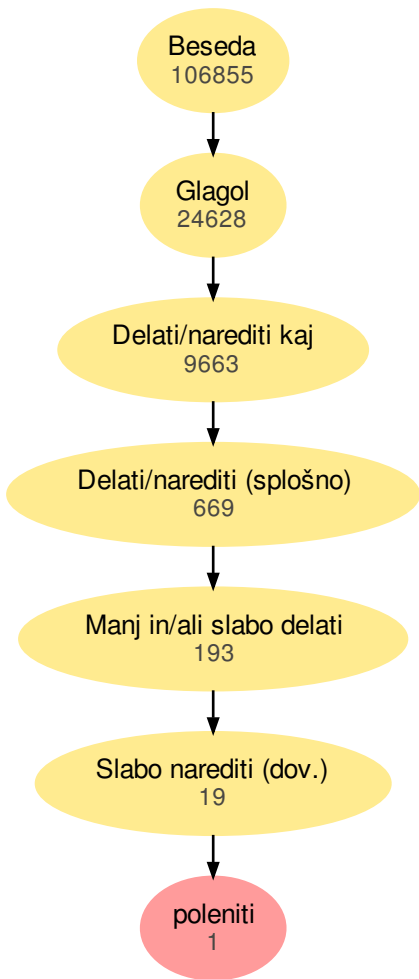 Beseda
106855
Glagol
24628
Delati/narediti kaj
9663
Delati/narediti (splošno)
669
Manj in/ali slabo delati
193
Slabo narediti (dov.)
19
poleniti
1